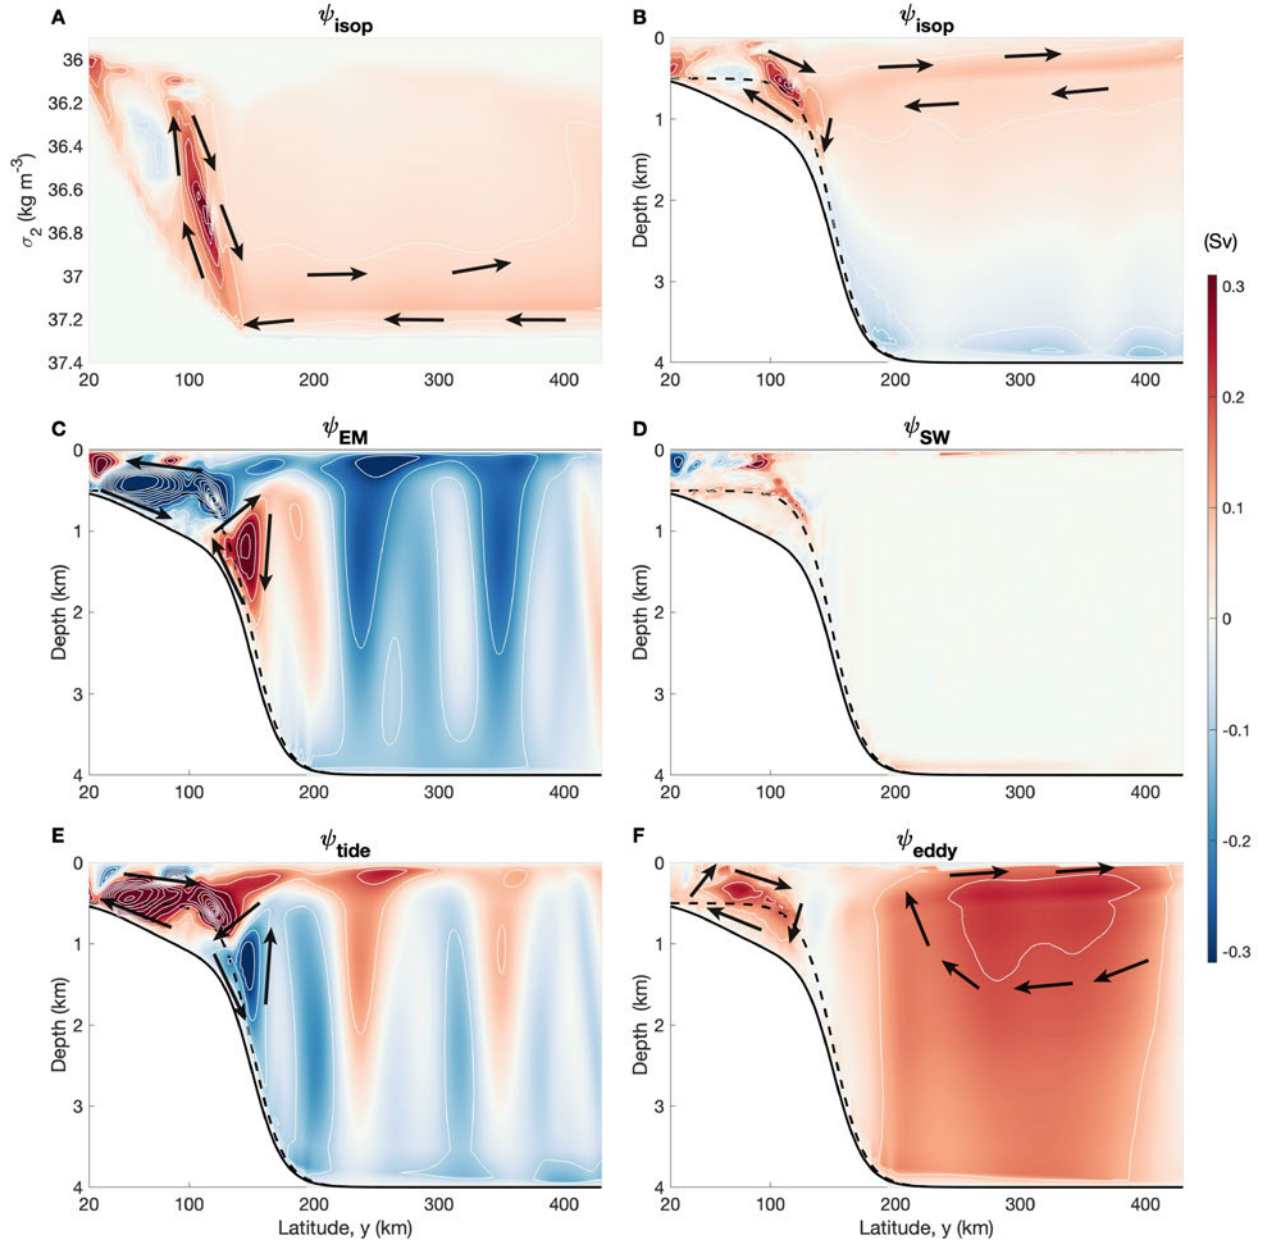 A ψisop
36
36.2
36.4
36.6
36.8
37
37.2
37.4
σ2 (kg m-3)
20 100 200 300 400
B ψisop
0
1
2
3
4
Depth (km)
20 100 200 300 400
C ψEM
0
1
2
3
4
Depth (km)
20 100 200 300 400
D ψSW
0
1
2
3
4
Depth (km)
20 100 200 300 400
E ψtide
0
1
2
3
4
Depth (km)
20 100 200 300 400
Latitude, y (km)
F ψeddy
0
1
2
3
4
Depth (km)
20 100 200 300 400
Latitude, y (km)
(Sv)
0.3
0.2
0.1
0
-0.1
-0.2
-0.3